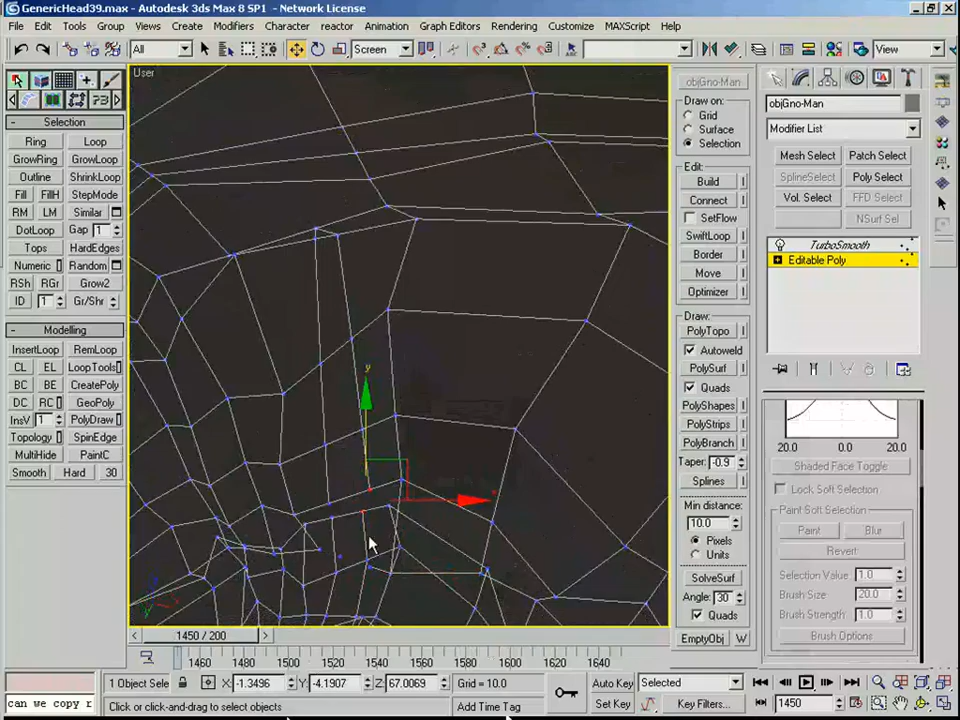 GenericHead39.max - Autodesk 3ds Max 8 SP1 - Network License
File Edit Tools Group Views Create Modifiers Character reactor Animation Graph Editors Rendering Customize MAXScript Help
All Screen View
User
objGno-Man
Selection
Ring Loop
GrowRing GrowLoop
Outline ShrinkLoop
Fill FillH StepMode
RM LM Similar
DotLoop Gap 1
Tops HardEdges
Numeric Random
RSh RGr Grow2
ID 1 Gr/Shr
Modelling
InsertLoop RemLoop
CL EL LoopTools
BC BE CreatePoly
DC RC GeoPoly
InsV 1 PolyDraw
Topology SpinEdge
MultiHide PaintC
Smooth Hard 30
y
Draw on:
Grid
Surface
Selection
Edit:
Build
Connect
SetFlow
SwiftLoop
Border
Move
Optimizer
Draw:
PolyTopo
Autoweld
PolySurf
Quads
PolyShapes
PolyStrips
PolyBranch
Taper: -0.9
Splines
Min distance:
10.0
Pixels
Units
SolveSurf
Angle: 30
Quads
EmptyObj W
objGno-Man
Modifier List
Mesh Select Patch Select
SplineSelect Poly Select
Vol. Select FFD Select
NSurf Sel
TurboSmooth
Editable Poly
20.0 0.0 20.0
Shaded Face Toggle
Lock Soft Selection
Paint Soft Selection
Paint Blur
Revert
Selection Value: 1.0
Brush Size 20.0
Brush Strength 1.0
Brush Options
1450 / 200
1460 1480 1500 1520 1540 1560 1580 1600 1620 1640
1 Object Sele X: -1.3496 Y: -4.1907 Z: 67.0069 Grid = 10.0 Auto Key Selected
can we copy r Click or click-and-drag to select objects Add Time Tag Set Key Key Filters... 1450